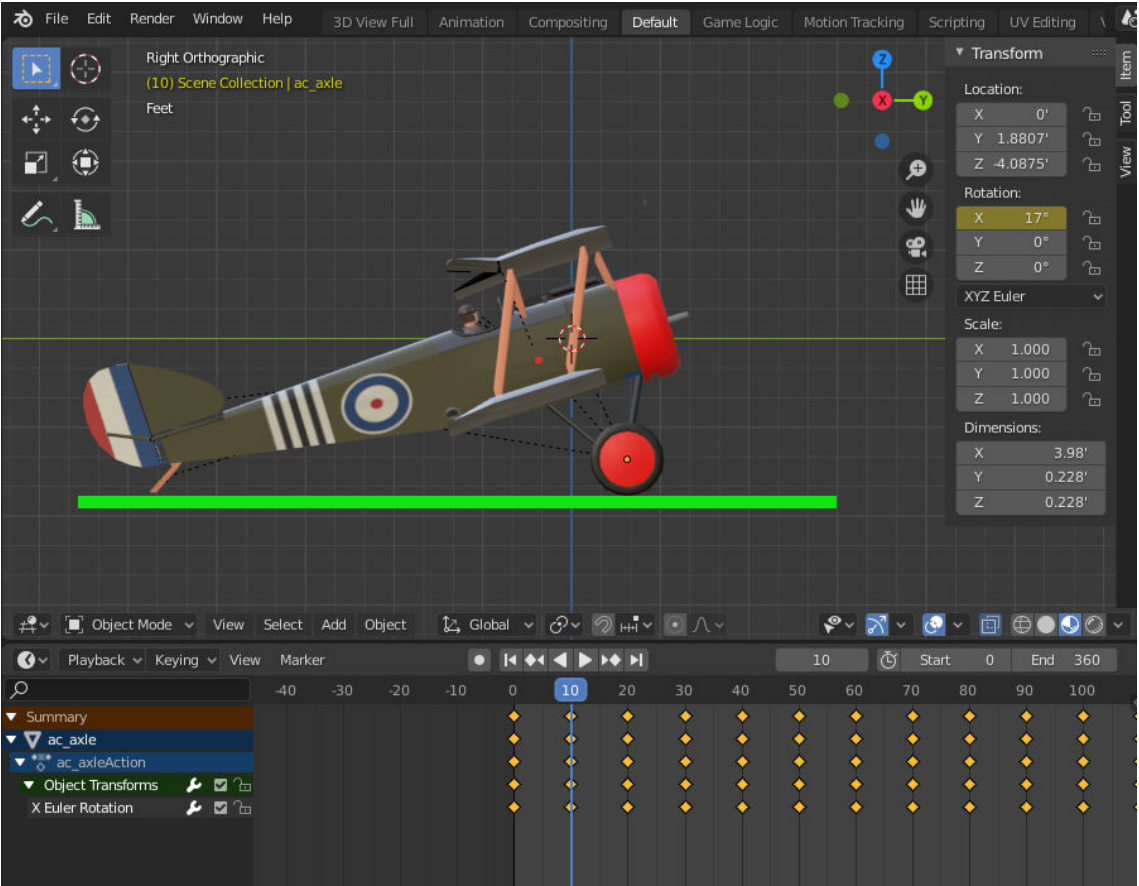 File Edit Render Window Help 3D View Full Animation Compositing Default Game Logic Motion Tracking Scripting UV Editing
Right Orthographic
(10) Scene Collection | ac_axle
Feet
Z
X
Y
Transform
Item
Tool
View
Location:
X 0'
Y 1.8807'
Z -4.0875'
Rotation:
X 17°
Y 0°
Z 0°
XYZ Euler
Scale:
X 1.000
Y 1.000
Z 1.000
Dimensions:
X 3.98'
Y 0.228'
Z 0.228'
Object Mode View Select Add Object Global
Playback Keying View Marker 10 Start 0 End 360
-40 -30 -20 -10 0 10 20 30 40 50 60 70 80 90 100
Summary
ac_axle
ac_axleAction
Object Transforms
X Euler Rotation